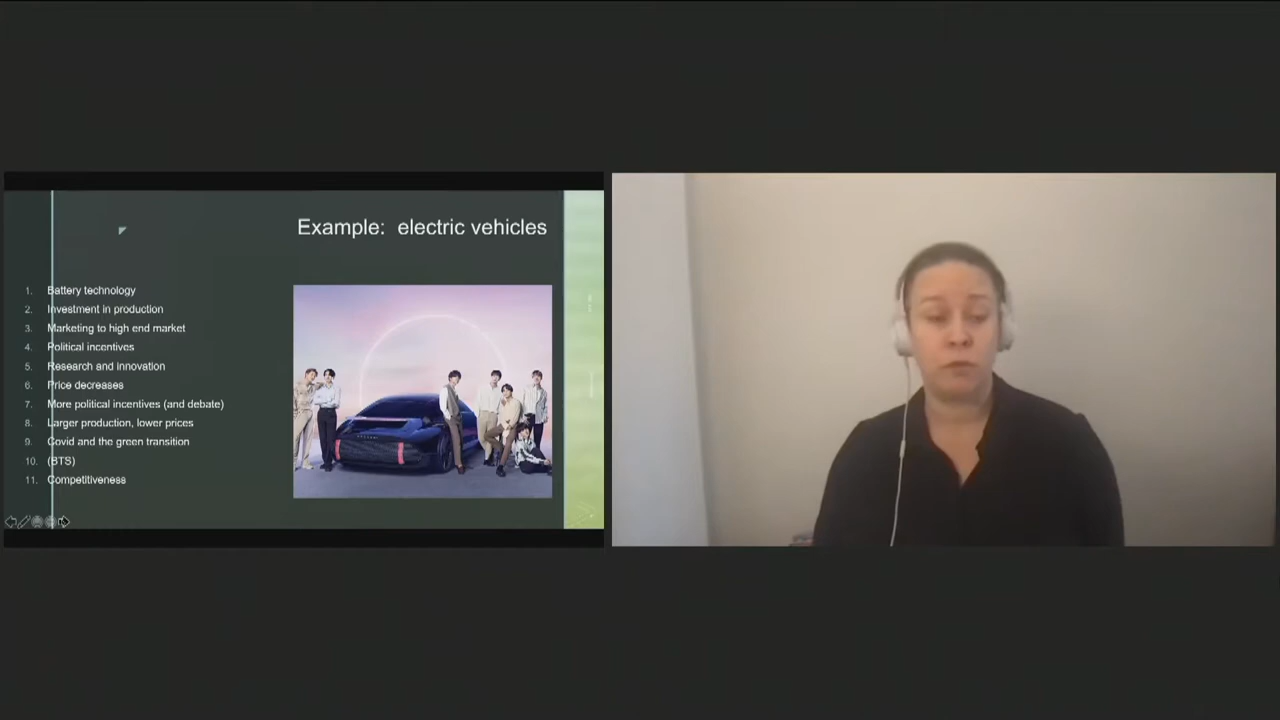 Example: electric vehicles
1. Battery technology
2. Investment in production
3. Marketing to high end market
4. Political incentives
5. Research and innovation
6. Price decreases
7. More political incentives (and debate)
8. Larger production, lower prices
9. Covid and the green transition
10. (BTS)
11. Competitiveness